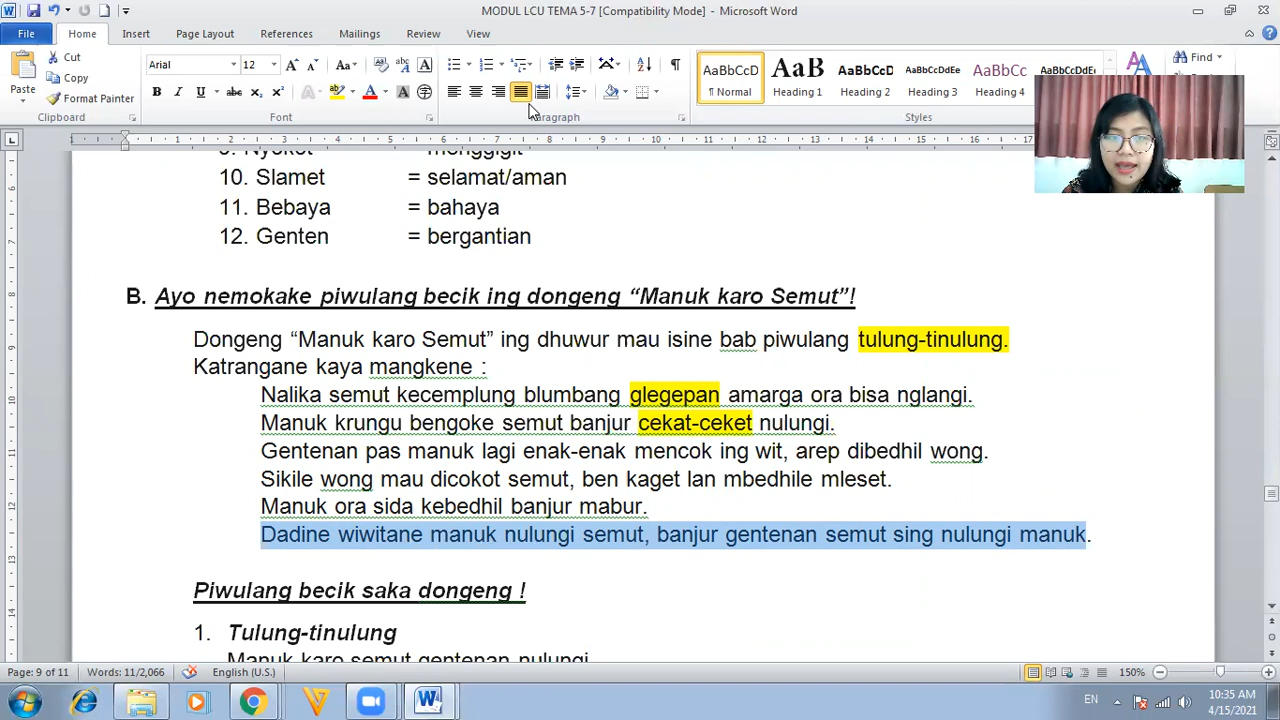 MODUL LCU TEMA 5-7 [Compatibility Mode] - Microsoft Word
File Home Insert Page Layout References Mailings Review View
Cut
Copy
Format Painter
Paste
Arial 12
AaBbCcD AaB AaBbCcD AaBbCcDdEe AaBbCc AaBbCcDdEe
¶ Normal Heading 1 Heading 2 Heading 3 Heading 4
Find
Clipboard Font Paragraph Styles
menggigit
10. Slamet = selamat/aman
11. Bebaya = bahaya
12. Genten = bergantian
B. Ayo nemokake piwulang becik ing dongeng “Manuk karo Semut”!
Dongeng “Manuk karo Semut” ing dhuwur mau isine bab piwulang tulung-tinulung.
Katrangane kaya mangkene :
Nalika semut kecemplung blumbang glegepan amarga ora bisa nglangi.
Manuk krungu bengoke semut banjur cekat-ceket nulungi.
Gentenan pas manuk lagi enak-enak mencok ing wit, arep dibedhil wong.
Sikile wong mau dicokot semut, ben kaget lan mbedhile mleset.
Manuk ora sida kebedhil banjur mabur.
Dadine wiwitane manuk nulungi semut, banjur gentenan semut sing nulungi manuk.
Piwulang becik saka dongeng !
1. Tulung-tinulung
Manuk karo semut gentenan nulungi
Page: 9 of 11 Words: 11/2,066 English (U.S.) 150%
EN 10:35 AM
4/15/2021